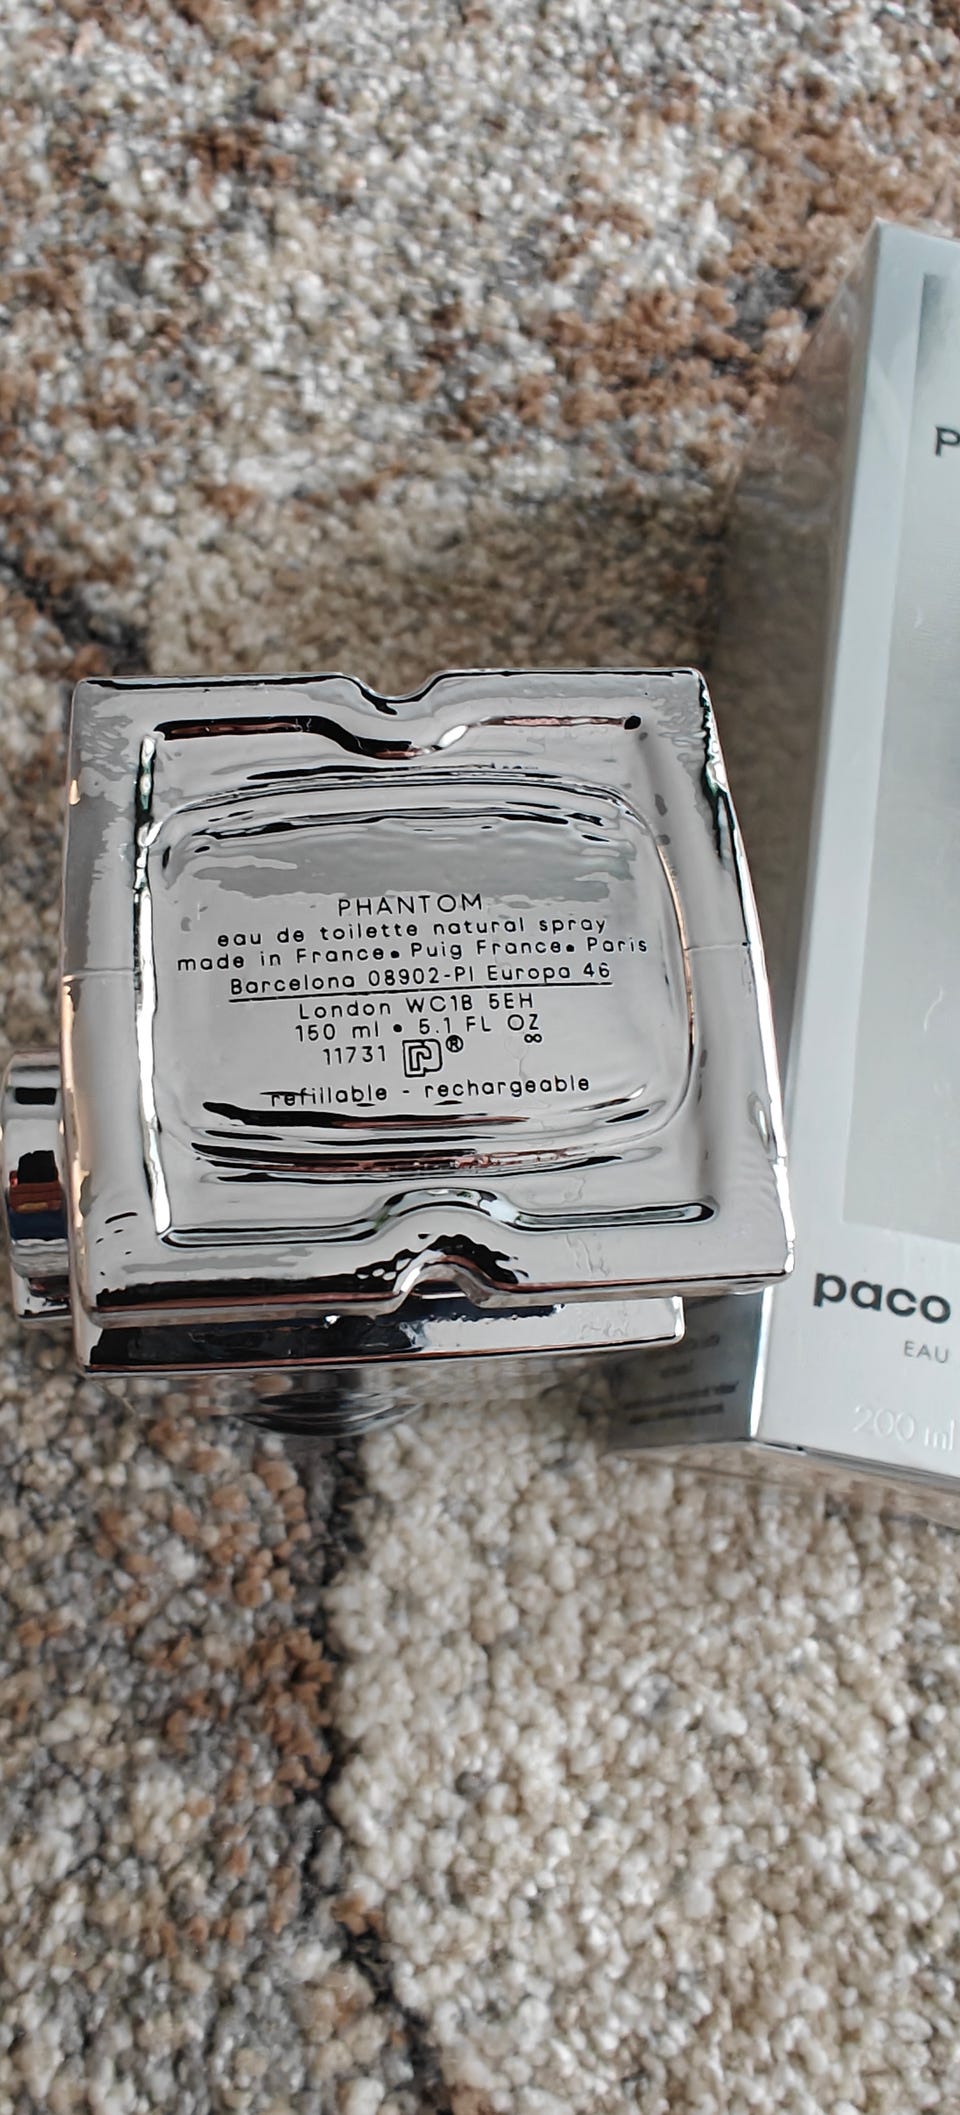 PHANTOM
eau de toilette natural spray
made in France• Puig France• Paris
Barcelona 08902-Pl Europa 46
London WC1B 5EH
150 ml • 5.1 FL OZ
∞
11731 ®
refillable - rechargeable
P
paco
EAU
200 ml